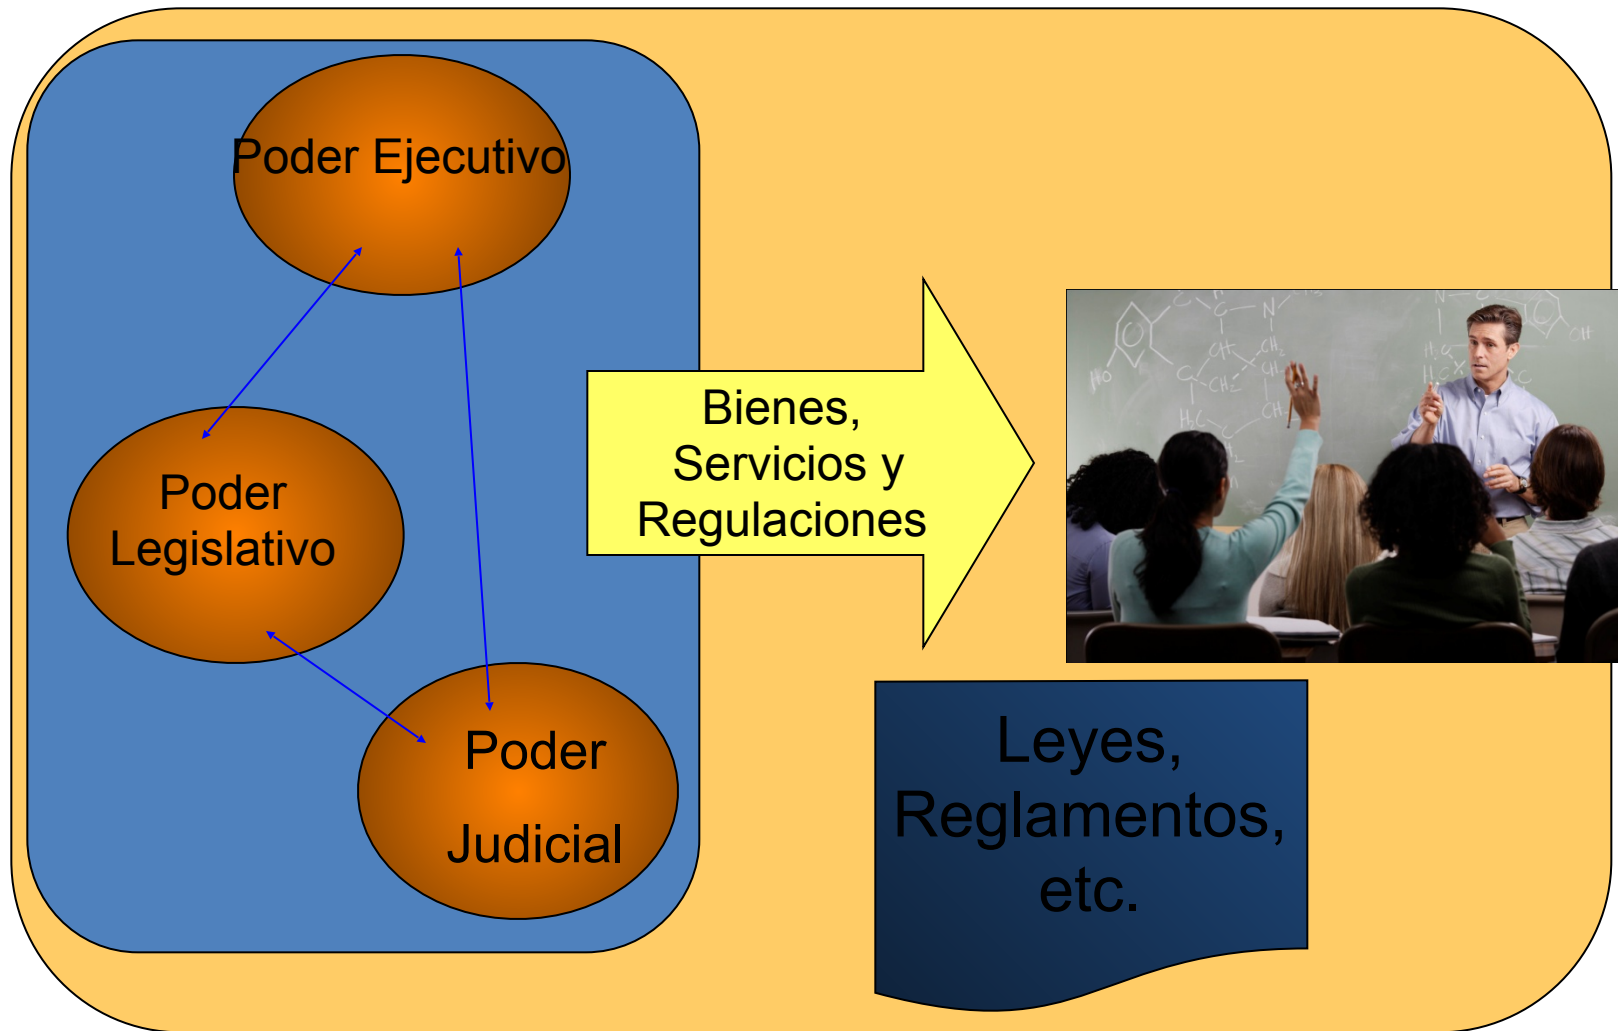 Poder Ejecutivo
Poder
Legislativo
Poder
Judicial
Bienes,
Servicios y
Regulaciones
Leyes,
Reglamentos,
etc.